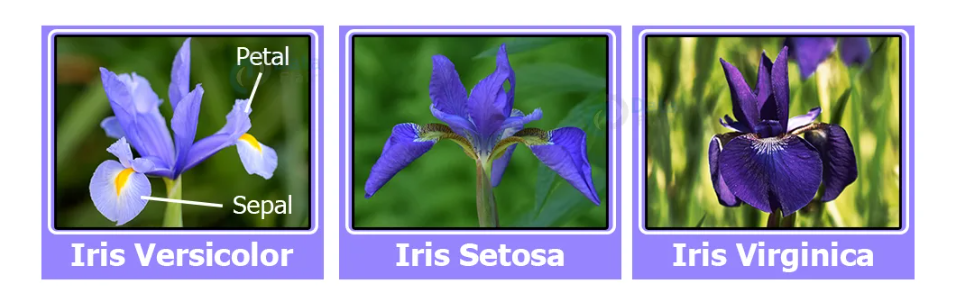 Petal
Sepal
Iris Versicolor
Iris Setosa
Iris Virginica